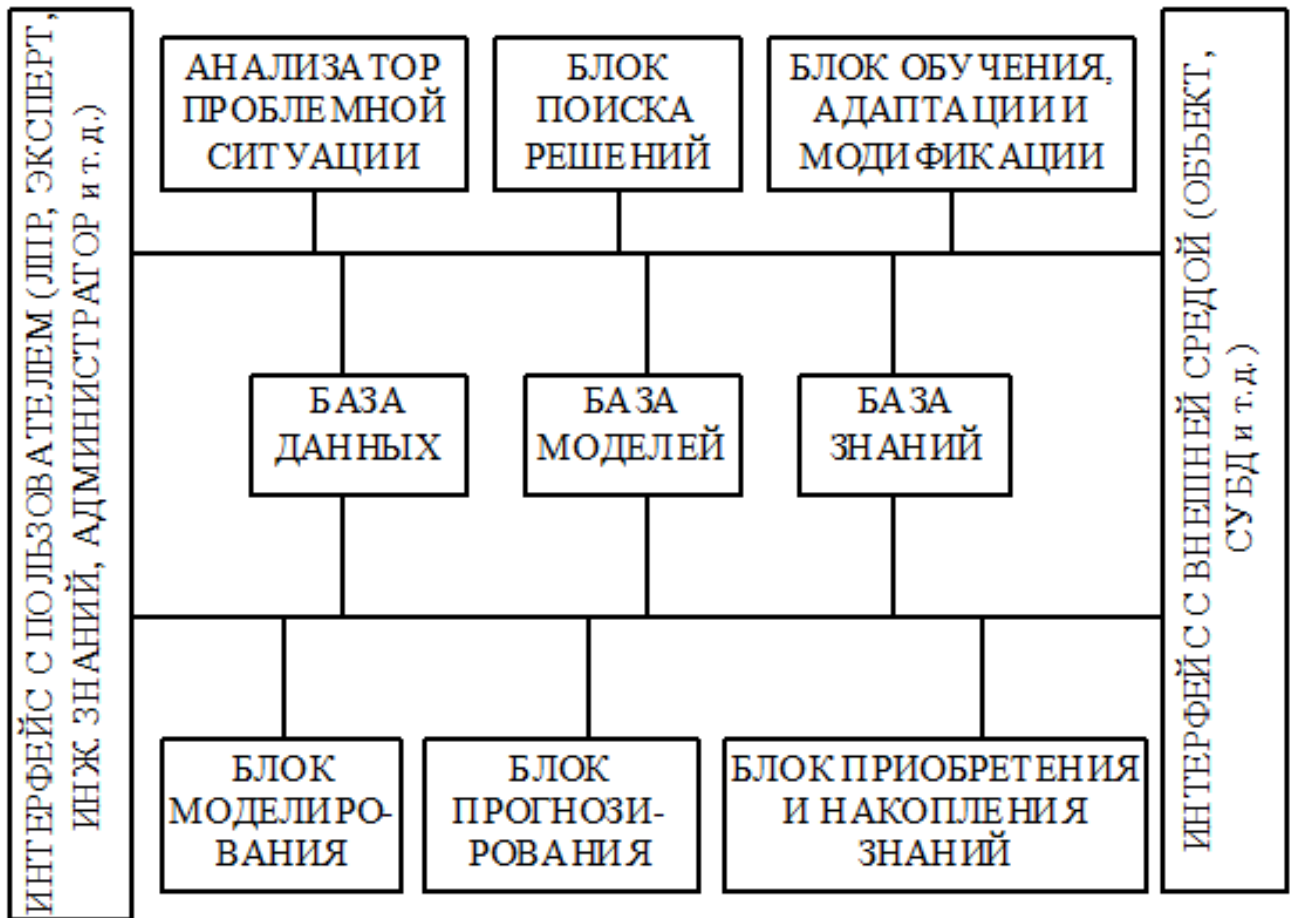 ИНТЕРФЕЙС С ПОЛЬЗОВАТЕЛЕМ (ЛПР, ЭКСПЕРТ,
ИНЖ. ЗНАНИЙ, АДМИНИСТРАТОР и т.д.)
АНАЛИЗАТОР
ПРОБЛЕМНОЙ
СИТУАЦИИ
БЛОК
ПОИСКА
РЕШЕНИЙ
БЛОК ОБУЧЕНИЯ,
АДАПТАЦИИ И
МОДИФИКАЦИИ
БАЗА
ДАННЫХ
БАЗА
МОДЕЛЕЙ
БАЗА
ЗНАНИЙ
БЛОК
МОДЕЛИРО-
ВАНИЯ
БЛОК
ПРОГНОЗИ-
РОВАНИЯ
БЛОК ПРИОБРЕТЕНИЯ
И НАКОПЛЕНИЯ
ЗНАНИЙ
ИНТЕРФЕЙС С ВНЕШНЕЙ СРЕДОЙ (ОБЪЕКТ,
СУБД и т.д.)